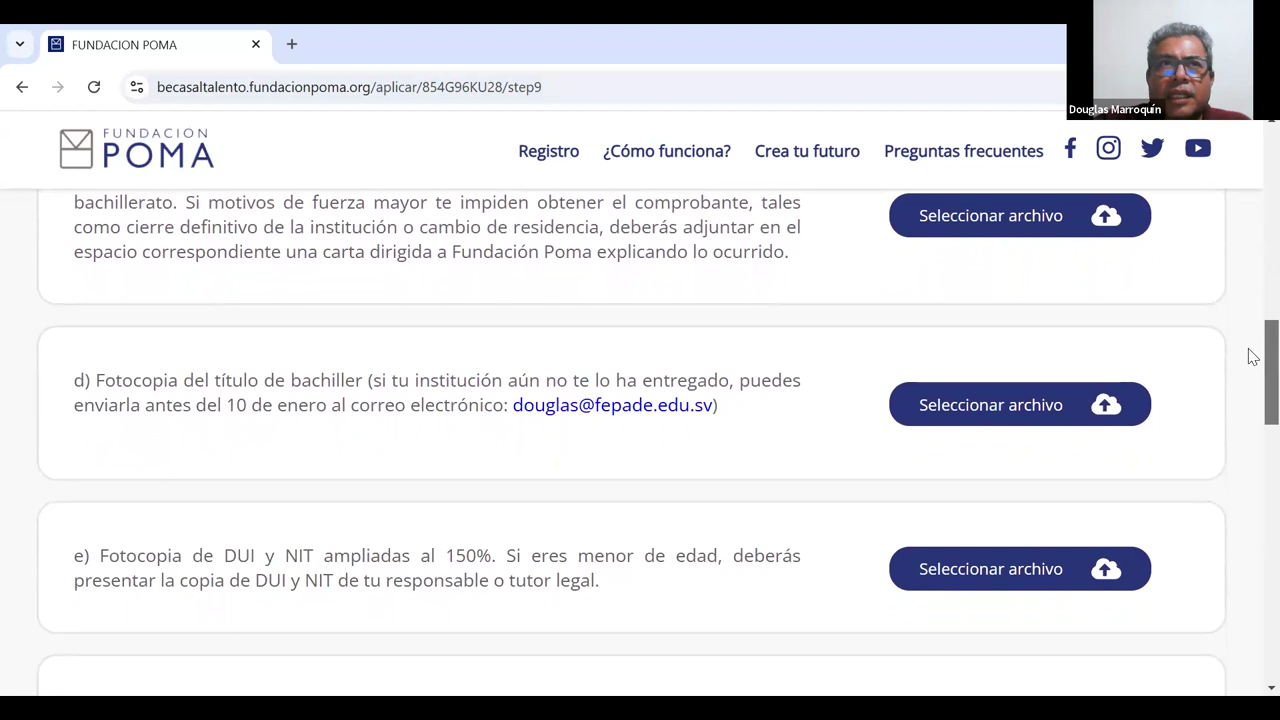 FUNDACION POMA
becasaltalento.fundacionpoma.org/aplicar/854G96KU28/step9
Douglas Marroquín
FUNDACION
POMA
Registro
¿Cómo funciona?
Crea tu futuro
Preguntas frecuentes
bachillerato. Si motivos de fuerza mayor te impiden obtener el comprobante, tales
como cierre definitivo de la institución o cambio de residencia, deberás adjuntar en el
espacio correspondiente una carta dirigida a Fundación Poma explicando lo ocurrido.
Seleccionar archivo
d) Fotocopia del título de bachiller (si tu institución aún no te lo ha entregado, puedes
enviarla antes del 10 de enero al correo electrónico: douglas@fepade.edu.sv)
Seleccionar archivo
e) Fotocopia de DUI y NIT ampliadas al 150%. Si eres menor de edad, deberás
presentar la copia de DUI y NIT de tu responsable o tutor legal.
Seleccionar archivo